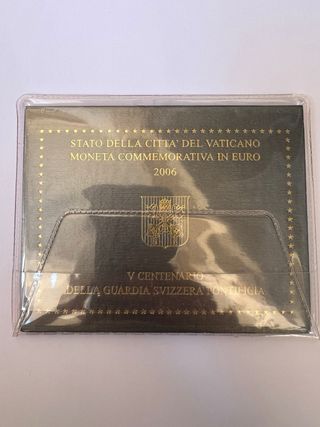 STATO DELLA CITTA' DEL VATICANO
MONETA COMMEMORATIVA IN EURO
2006
V CENTENARIO
DELLA GUARDIA SVIZZERA PONTIFICIA